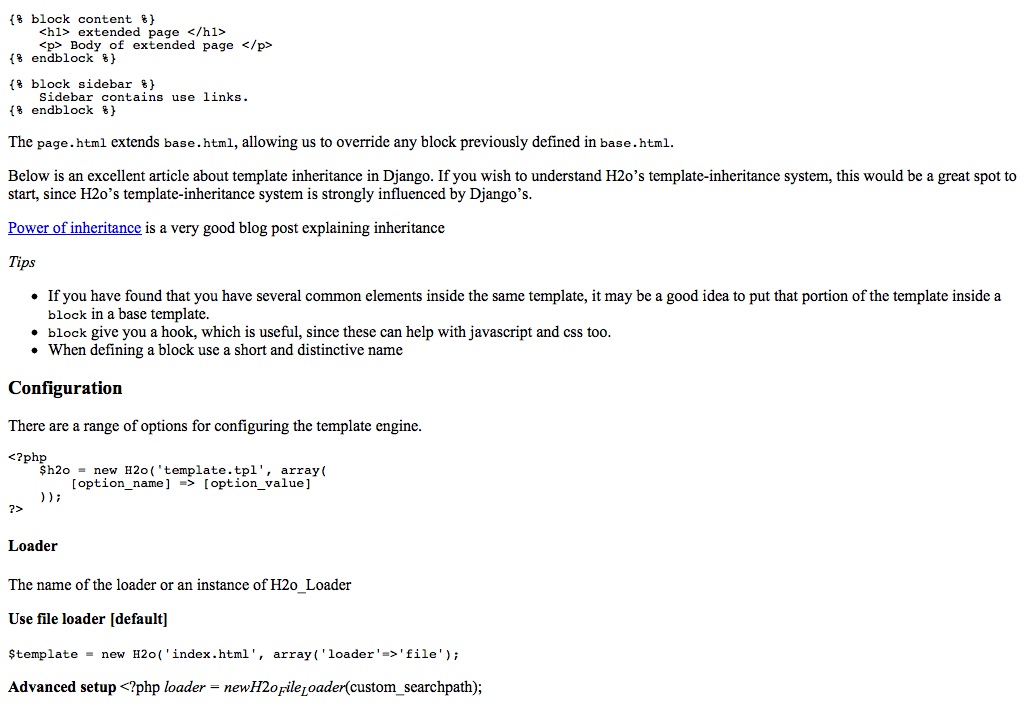 {% block content %}
    <h1> extended page </h1>
    <p> Body of extended page </p>
{% endblock %}
{% block sidebar %}
    Sidebar contains use links.
{% endblock %}
The page.html extends base.html, allowing us to override any block previously defined in base.html.
Below is an excellent article about template inheritance in Django. If you wish to understand H2o’s template-inheritance system, this would be a great spot to
start, since H2o’s template-inheritance system is strongly influenced by Django’s.
Power of inheritance is a very good blog post explaining inheritance
Tips
• If you have found that you have several common elements inside the same template, it may be a good idea to put that portion of the template inside a
block in a base template.
• block give you a hook, which is useful, since these can help with javascript and css too.
• When defining a block use a short and distinctive name
Configuration
There are a range of options for configuring the template engine.
<?php
    $h2o = new H2o('template.tpl', array(
        [option_name] => [option_value]
    ));
?>
Loader
The name of the loader or an instance of H2o_Loader
Use file loader [default]
$template = new H2o('index.html', array('loader'=>'file');
Advanced setup <?php loader = newH2oFileLoader(custom_searchpath);